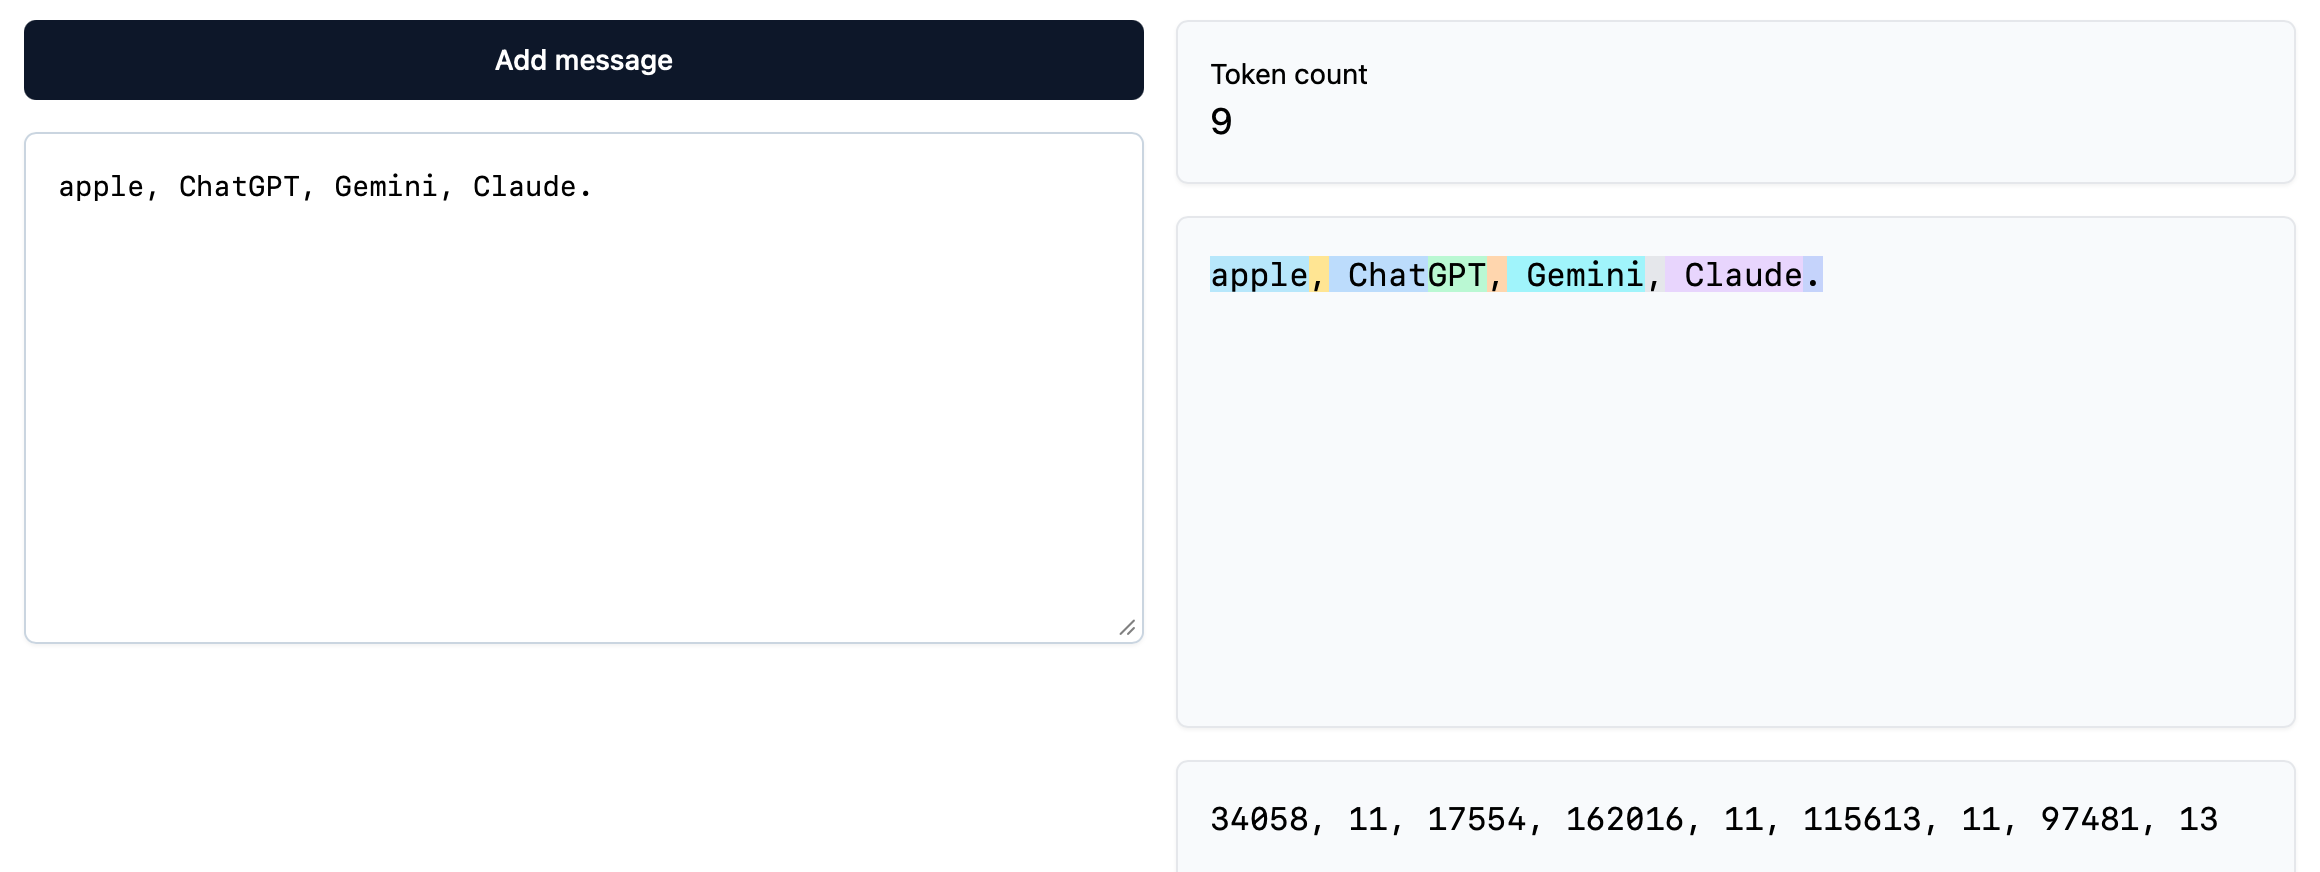 Add message
apple, ChatGPT, Gemini, Claude.
Token count
9
apple, ChatGPT, Gemini, Claude.
34058, 11, 17554, 162016, 11, 115613, 11, 97481, 13